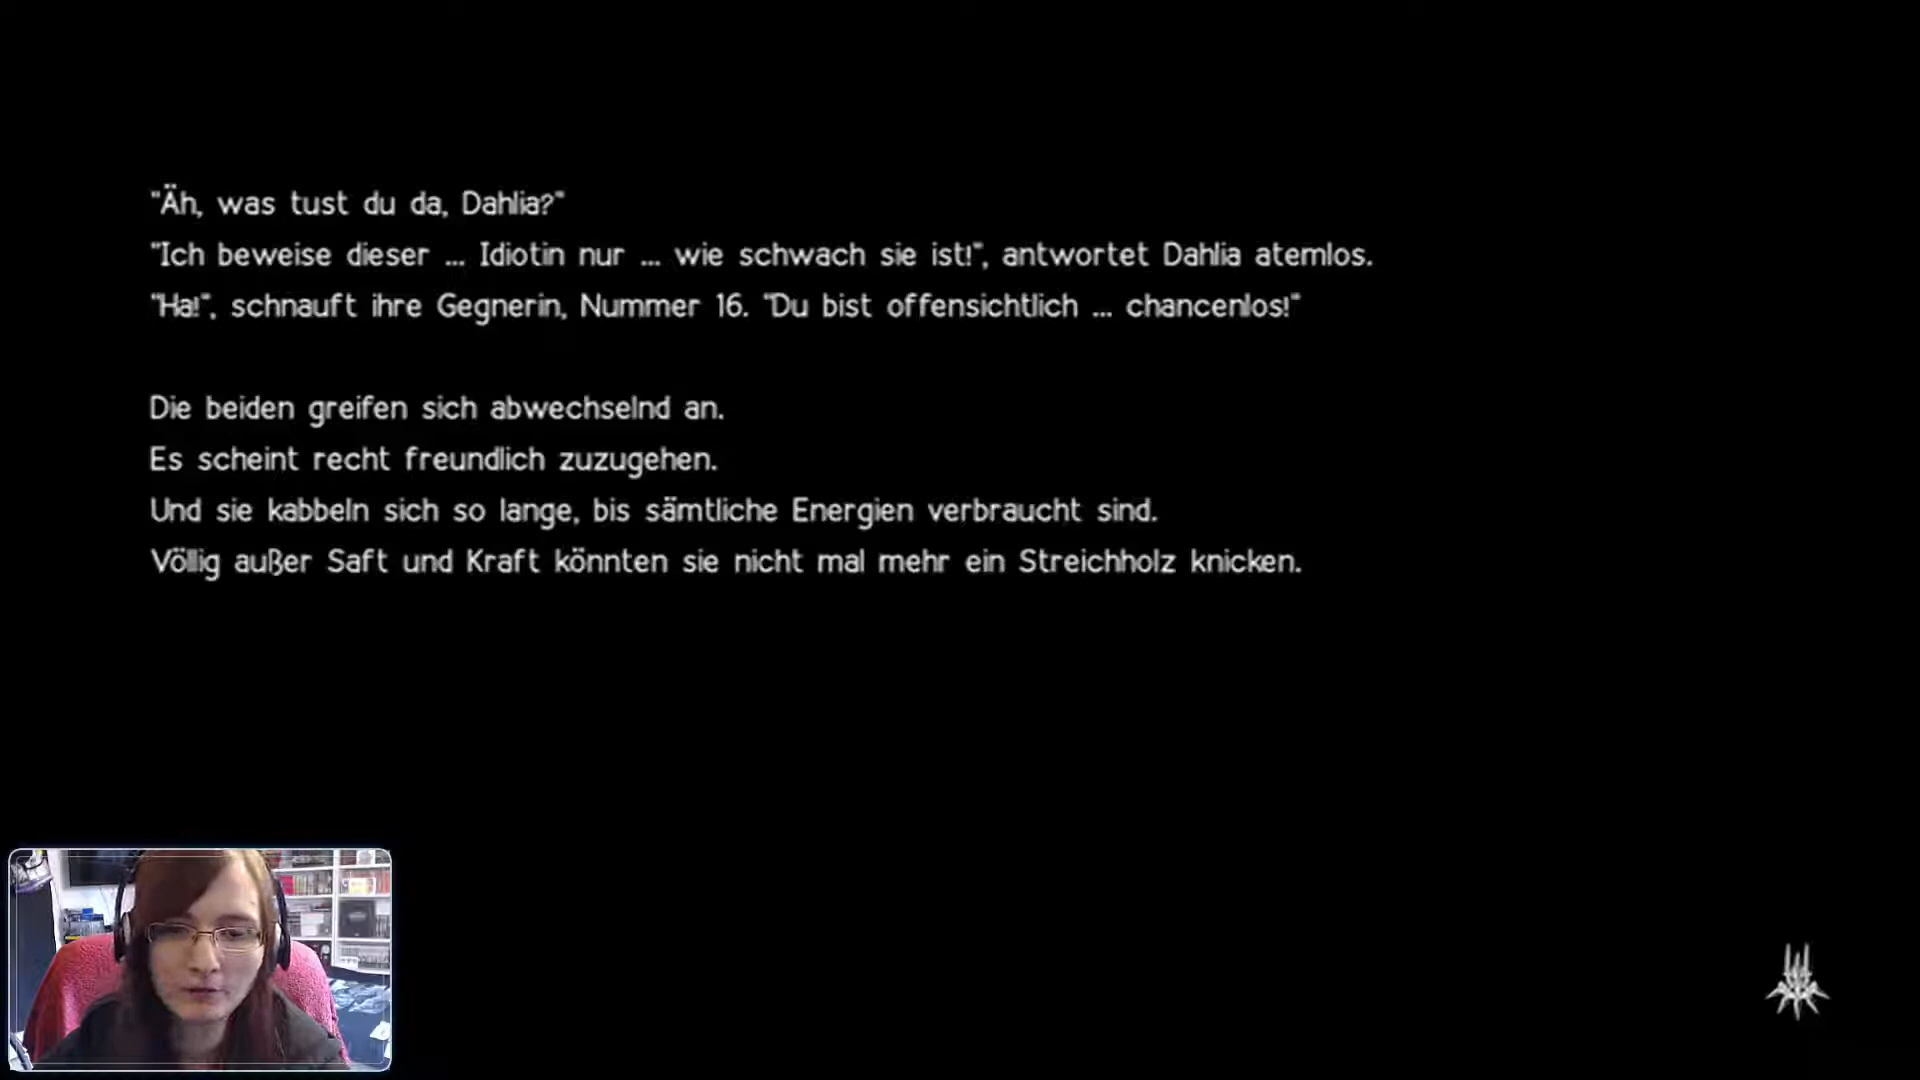 "Äh, was tust du da, Dahlia?"
"Ich beweise dieser ... Idiotin nur ... wie schwach sie ist!", antwortet Dahlia atemlos.
"Ha!", schnauft ihre Gegnerin, Nummer 16. "Du bist offensichtlich ... chancenlos!"
Die beiden greifen sich abwechselnd an.
Es scheint recht freundlich zuzugehen.
Und sie kabbeln sich so lange, bis sämtliche Energien verbraucht sind.
Völlig außer Saft und Kraft könnten sie nicht mal mehr ein Streichholz knicken.